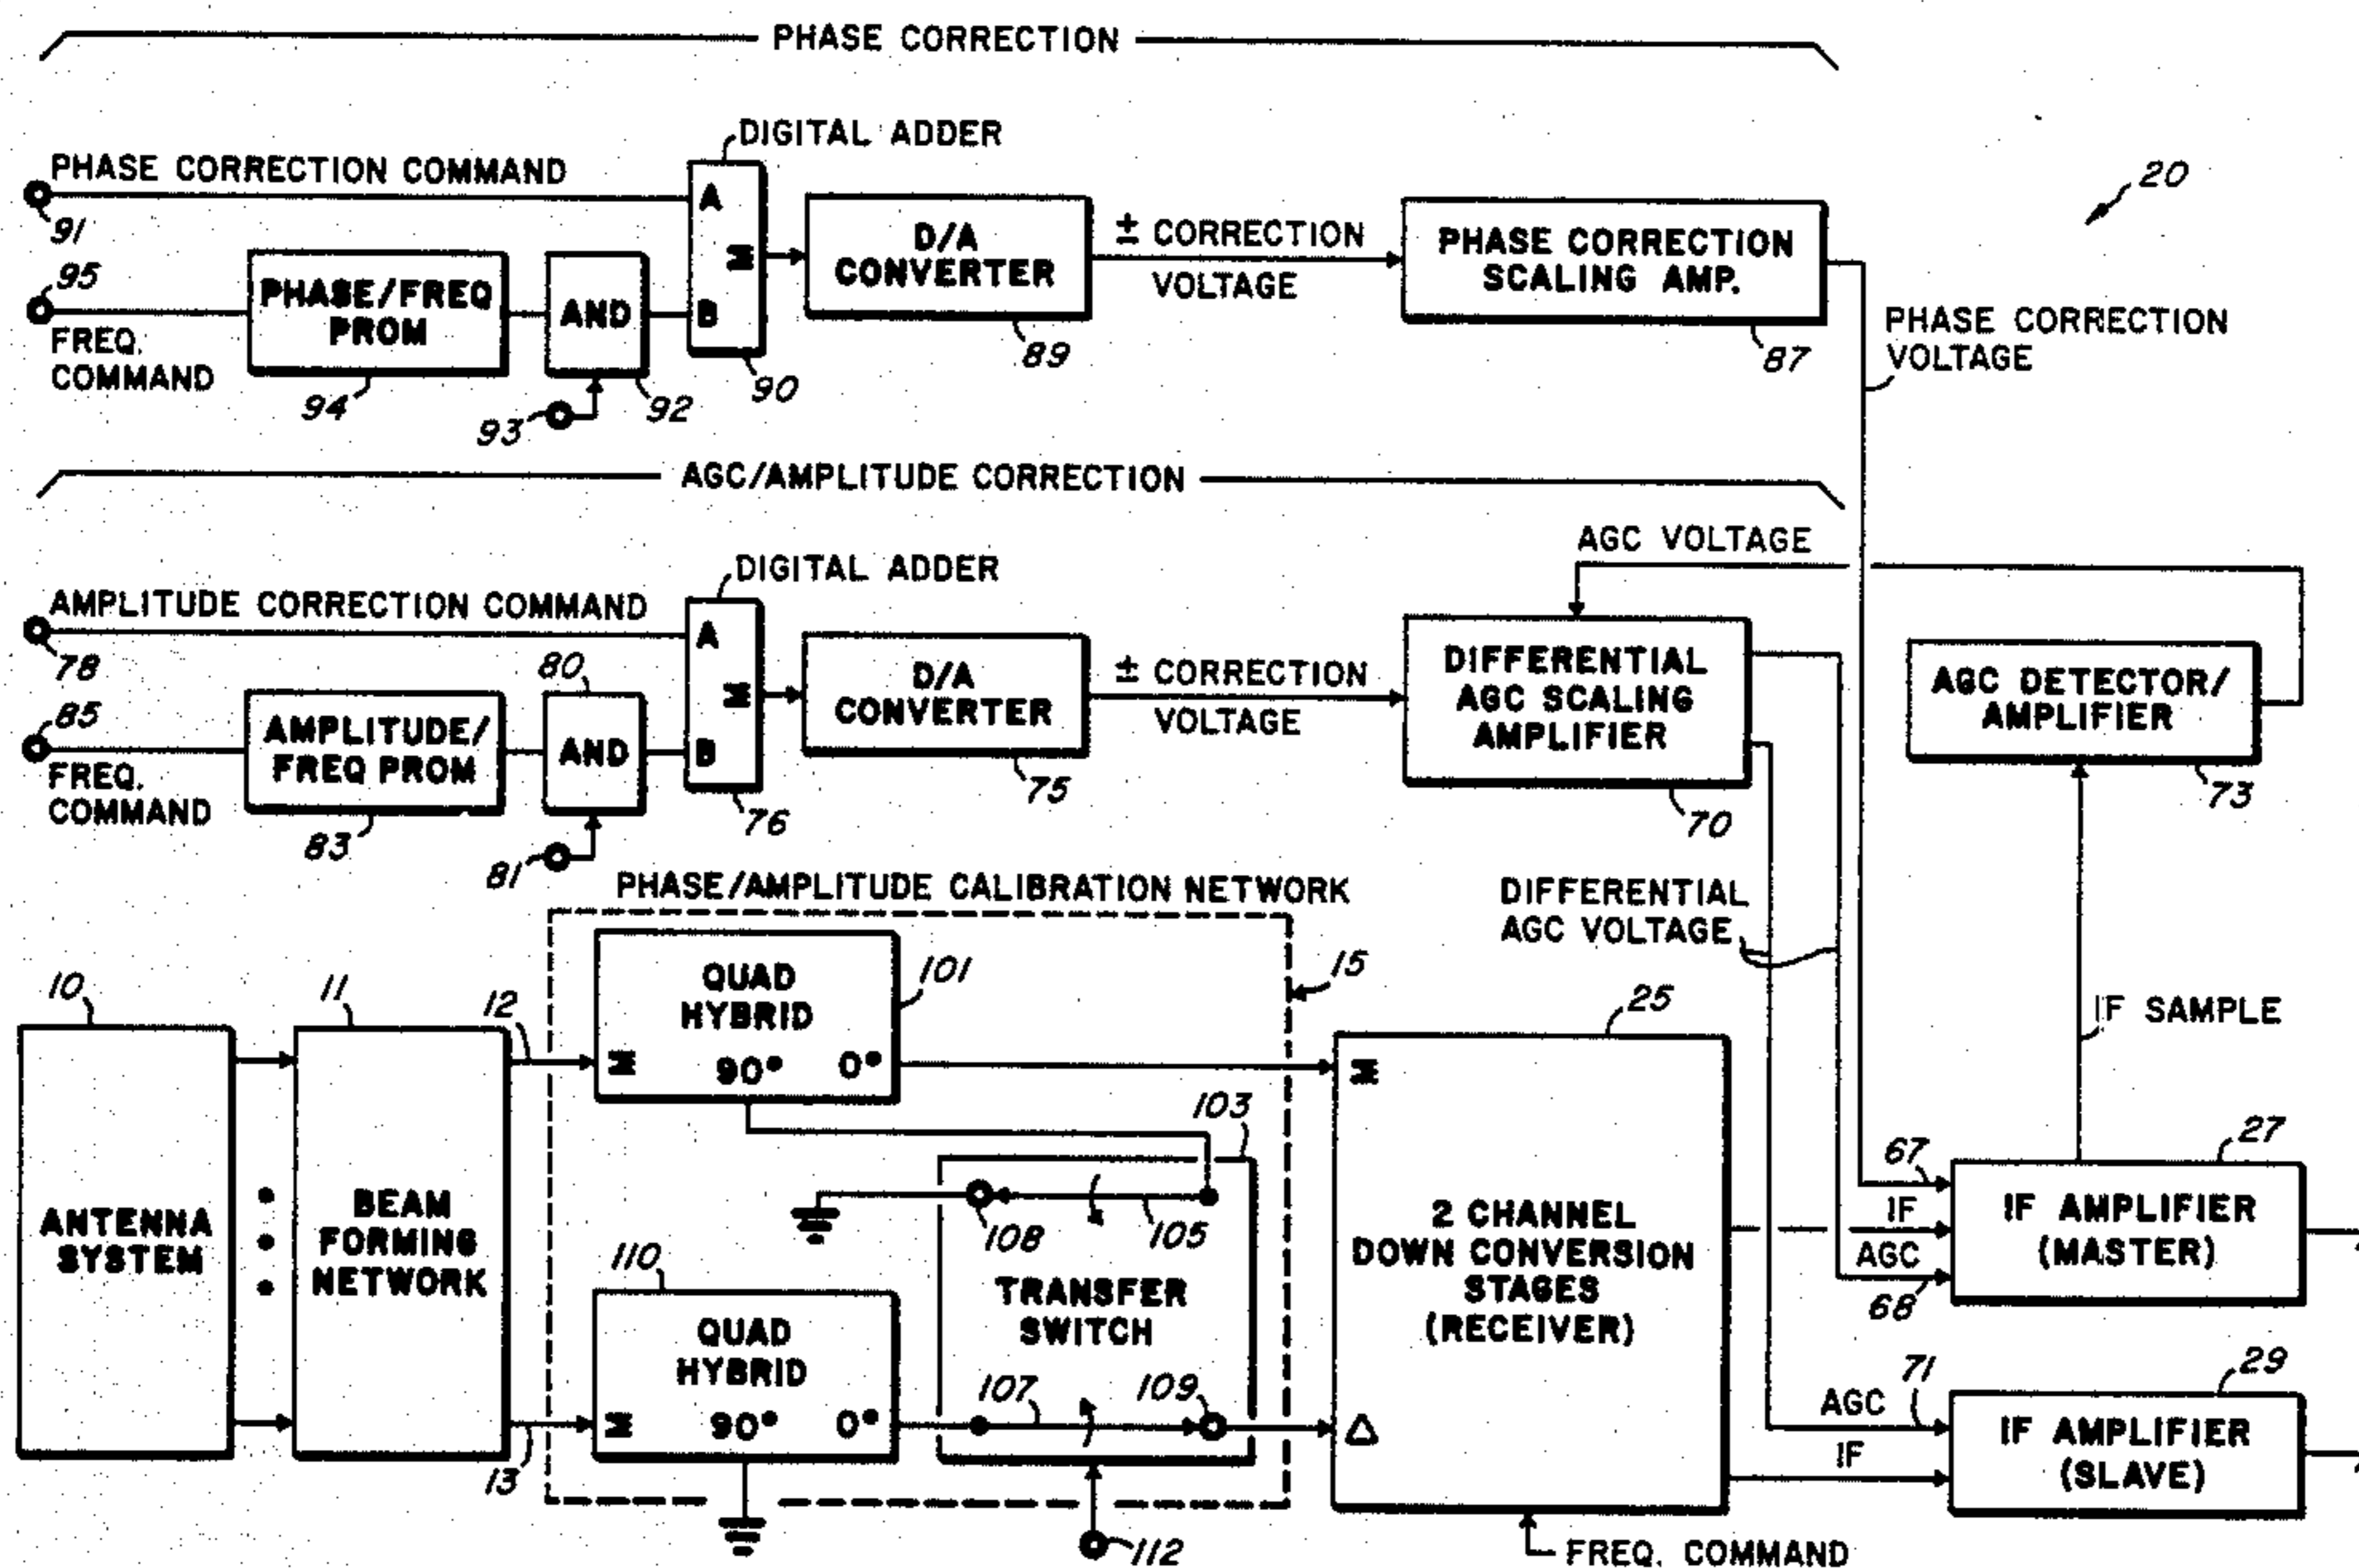 PHASE CORRECTION
20
DIGITAL ADDER
PHASE CORRECTION COMMAND
91
A
Σ
B
90
95
FREQ.
COMMAND
PHASE/FREQ
PROM
94
AND
92
93
D/A
CONVERTER
89
± CORRECTION
VOLTAGE
PHASE CORRECTION
SCALING AMP.
87
PHASE CORRECTION
VOLTAGE
AGC/AMPLITUDE CORRECTION
AGC VOLTAGE
DIGITAL ADDER
AMPLITUDE CORRECTION COMMAND
78
A
Σ
B
76
85
FREQ.
COMMAND
AMPLITUDE/
FREQ PROM
83
80
AND
81
D/A
CONVERTER
75
± CORRECTION
VOLTAGE
DIFFERENTIAL
AGC SCALING
AMPLIFIER
70
AGC DETECTOR/
AMPLIFIER
73
PHASE/AMPLITUDE CALIBRATION NETWORK
DIFFERENTIAL
AGC VOLTAGE
15
IF SAMPLE
10
ANTENNA
SYSTEM
11
BEAM
FORMING
NETWORK
12
13
QUAD
HYBRID
Σ 90° 0°
101
103
108
105
TRANSFER
SWITCH
107
109
110
QUAD
HYBRID
Σ 90° 0°
112
25
Σ
2 CHANNEL
DOWN CONVERSION
STAGES
(RECEIVER)
Δ
FREQ. COMMAND
67
IF
AGC
68
27
IF AMPLIFIER
(MASTER)
71
AGC
IF
29
IF AMPLIFIER
(SLAVE)